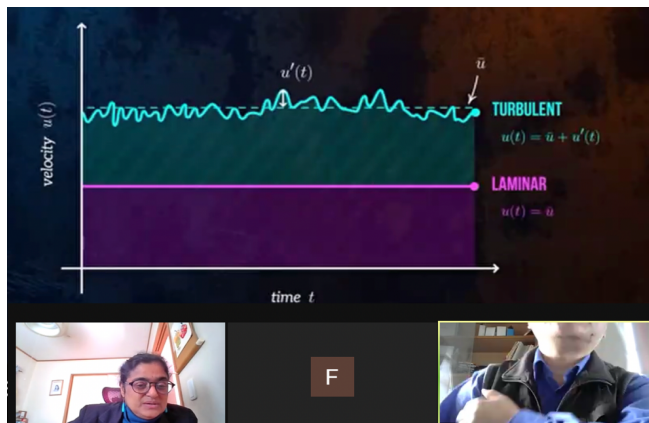 u'(t)
ū
velocity u(t)
TURBULENT
u(t) = ū + u'(t)
LAMINAR
u(t) = ū
time t
F